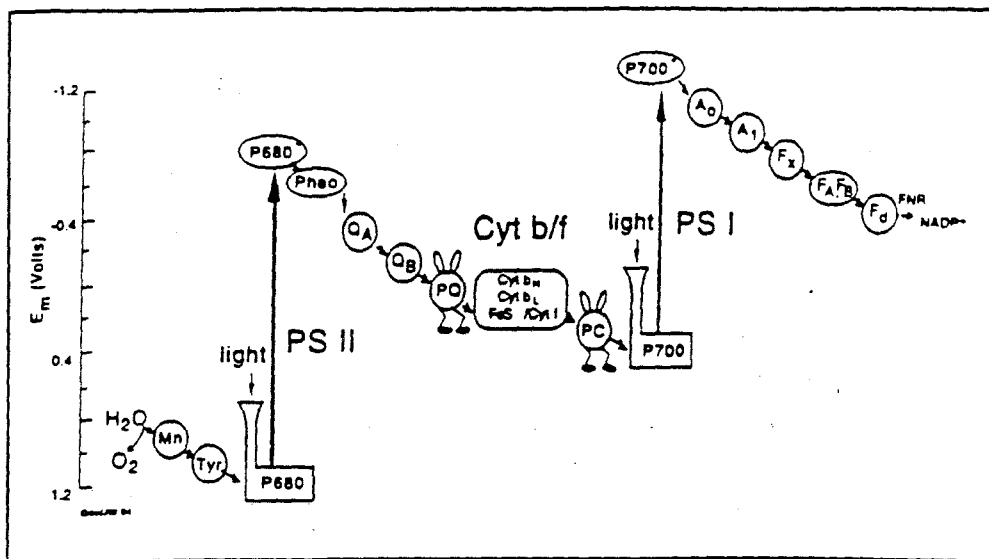 P700*
-1.2
A₀
A₁
P680*
Pheo
Fx
FA/FB
FNR
Fd
NADP
-0.4
QA
Cyt b/f
light
PS I
QB
Em (Volts)
PQ
Cyt bH
Cyt bL
FeS /Cyt f
PC
PS II
light
0.4
P700
H₂O
Mn
O₂
Tyr
P680
1.2